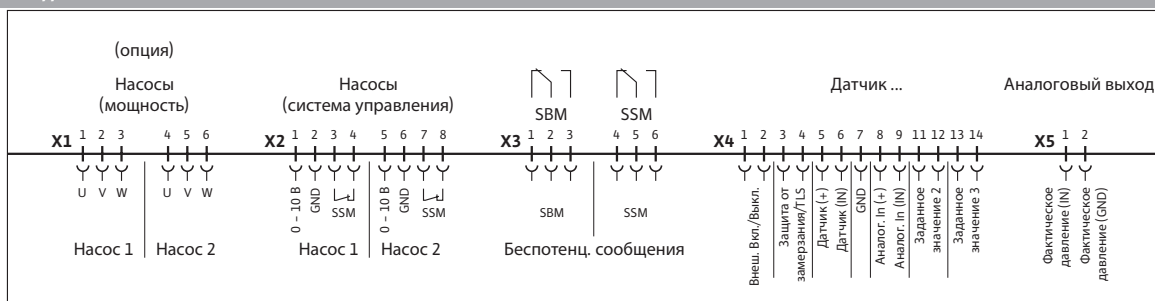 (опция)
Насосы
(мощность)
Насосы
(система управления)
SBM
SSM
Датчик ...
Аналоговый выход
X1 1 2 3 4 5 6
X2 1 2 3 4 5 6 7 8
X3 1 2 3 4 5 6
X4 1 2 3 4 5 6 7 8 9 11 12 13 14
X5 1 2
U V W U V W
0 – 10 В
GND
SSM
0 – 10 В
GND
SSM
SBM
SSM
Внеш. Вкл./Выкл.
Защита от
замерзания/TLS
Датчик (+)
Датчик (IN)
GND
Аналог. In (+)
Аналог. In (IN)
Заданное
значение 2
Заданное
значение 3
Фактическое
давление (IN)
Фактическое
давление (GND)
Насос 1
Насос 2
Насос 1
Насос 2
Беспотенц. сообщения